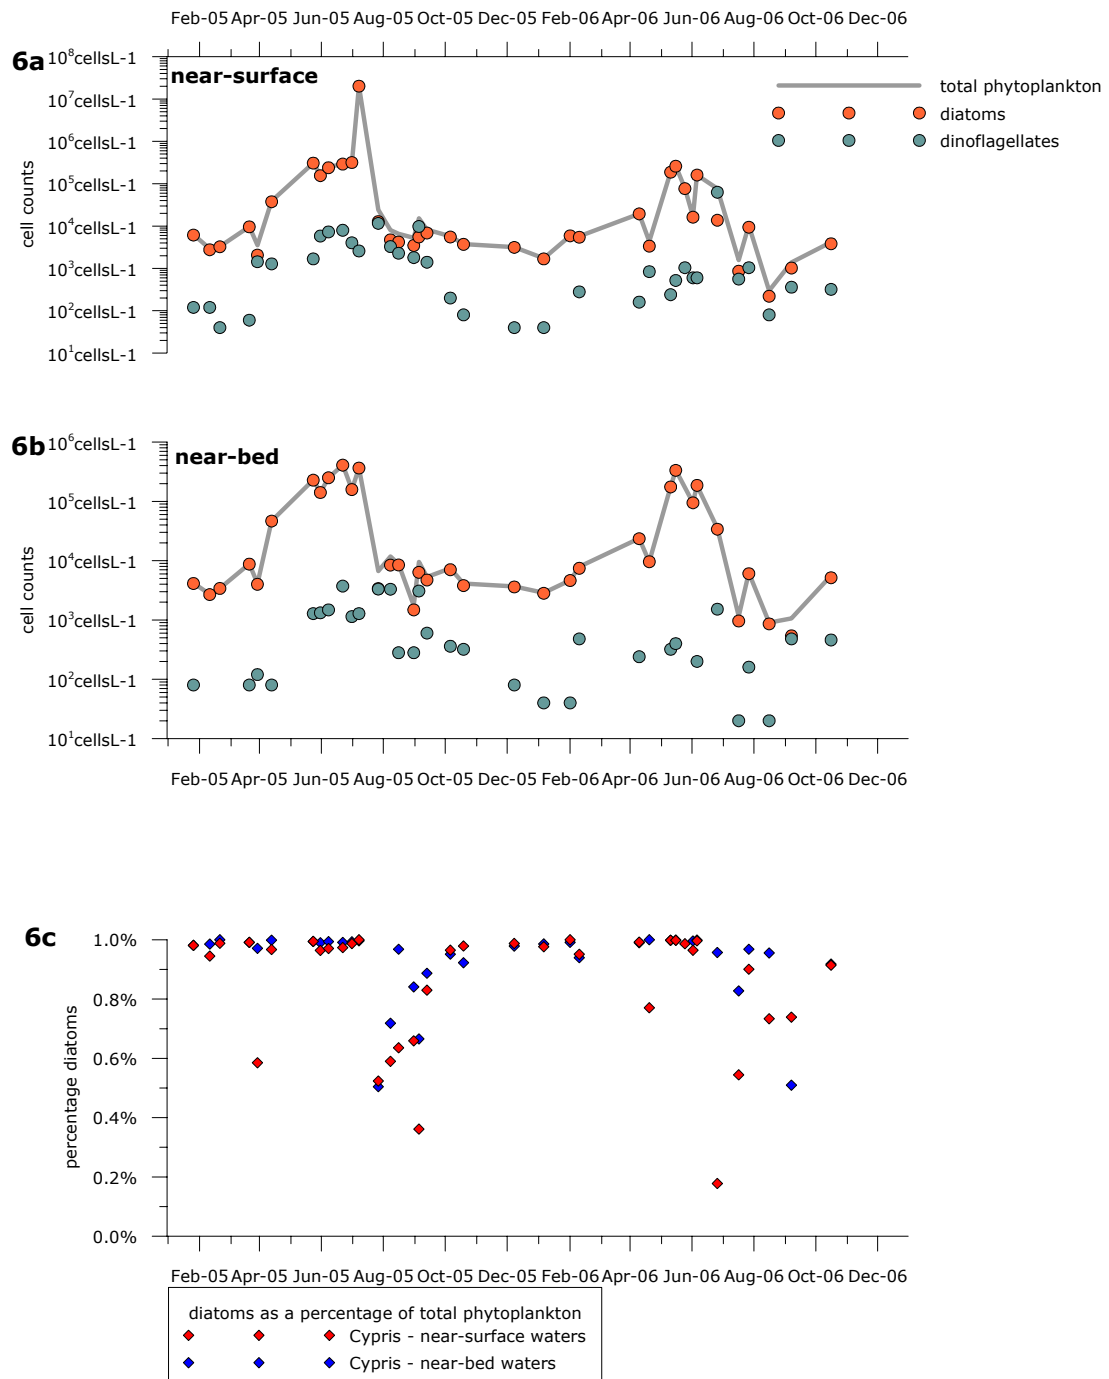 Feb-05 Apr-05 Jun-05 Aug-05 Oct-05 Dec-05 Feb-06 Apr-06 Jun-06 Aug-06 Oct-06 Dec-06
6a
near-surface
10⁸cellsL-1
10⁷cellsL-1
10⁶cellsL-1
10⁵cellsL-1
10⁴cellsL-1
10³cellsL-1
10²cellsL-1
10¹cellsL-1
cell counts
total phytoplankton
diatoms
dinoflagellates
6b
near-bed
10⁶cellsL-1
10⁵cellsL-1
10⁴cellsL-1
10³cellsL-1
10²cellsL-1
10¹cellsL-1
cell counts
Feb-05 Apr-05 Jun-05 Aug-05 Oct-05 Dec-05 Feb-06 Apr-06 Jun-06 Aug-06 Oct-06 Dec-06
6c
1.0%
0.8%
0.6%
0.4%
0.2%
0.0%
percentage diatoms
Feb-05 Apr-05 Jun-05 Aug-05 Oct-05 Dec-05 Feb-06 Apr-06 Jun-06 Aug-06 Oct-06 Dec-06
diatoms as a percentage of total phytoplankton
Cypris - near-surface waters
Cypris - near-bed waters